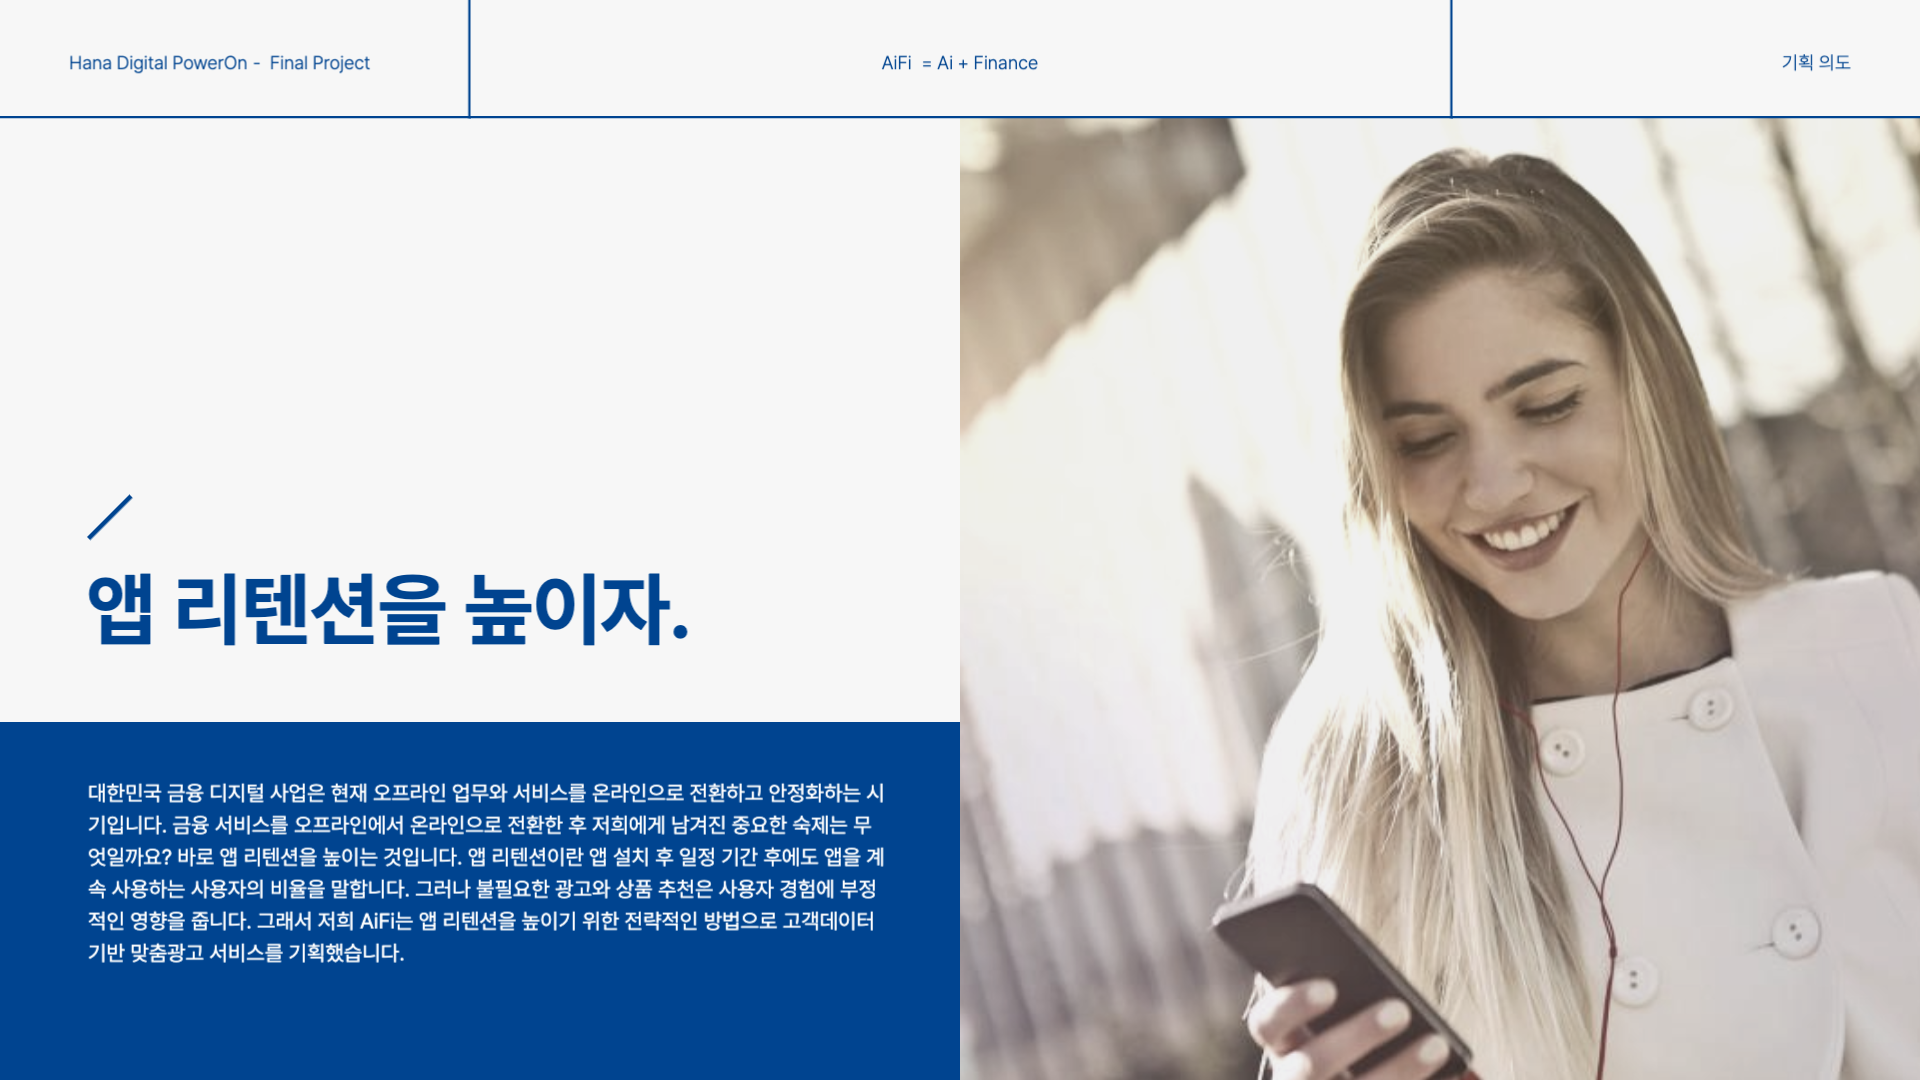 Hana Digital PowerOn - Final Project
AiFi = Ai + Finance
기획 의도
앱 리텐션을 높이자.
대한민국 금융 디지털 사업은 현재 오프라인 업무와 서비스를 온라인으로 전환하고 안정화하는 시
기입니다. 금융 서비스를 오프라인에서 온라인으로 전환한 후 저희에게 남겨진 중요한 숙제는 무
엇일까요? 바로 앱 리텐션을 높이는 것입니다. 앱 리텐션이란 앱 설치 후 일정 기간 후에도 앱을 계
속 사용하는 사용자의 비율을 말합니다. 그러나 불필요한 광고와 상품 추천은 사용자 경험에 부정
적인 영향을 줍니다. 그래서 저희 AiFi는 앱 리텐션을 높이기 위한 전략적인 방법으로 고객데이터
기반 맞춤광고 서비스를 기획했습니다.